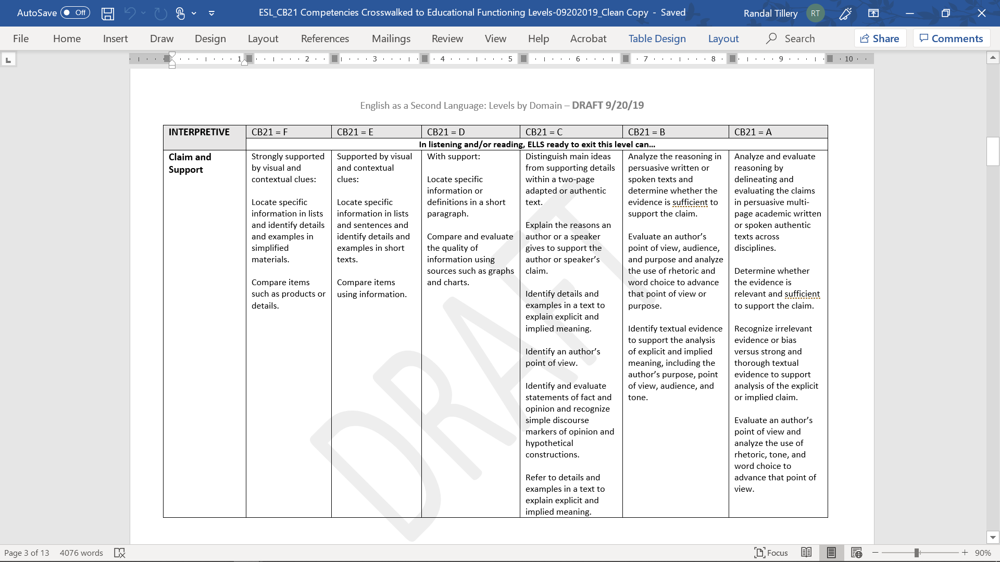 AutoSave Off
ESL_CB21 Competencies Crosswalked to Educational Functioning Levels-09202019_Clean Copy - Saved
Randal Tillery RT
File Home Insert Draw Design Layout References Mailings Review View Help Acrobat Table Design Layout Search Share Comments
1 2 3 4 5 6 7 8 9 10
English as a Second Language: Levels by Domain – DRAFT 9/20/19
INTERPRETIVE
CB21 = F
CB21 = E
CB21 = D
CB21 = C
CB21 = B
CB21 = A
In listening and/or reading, ELLS ready to exit this level can...
Claim and
Support
Strongly supported
by visual and
contextual clues:
Locate specific
information in lists
and identify details
and examples in
simplified
materials.
Compare items
such as products or
details.
Supported by visual
and contextual
clues:
Locate specific
information in lists
and sentences and
identify details and
examples in short
texts.
Compare items
using information.
With support:
Locate specific
information or
definitions in a short
paragraph.
Compare and evaluate
the quality of
information using
sources such as graphs
and charts.
Distinguish main ideas
from supporting details
within a two-page
adapted or authentic
text.
Explain the reasons an
author or a speaker
gives to support the
author or speaker's
claim.
Identify details and
examples in a text to
explain explicit and
implied meaning.
Identify an author's
point of view.
Identify and evaluate
statements of fact and
opinion and recognize
simple discourse
markers of opinion and
hypothetical
constructions.
Refer to details and
examples in a text to
explain explicit and
implied meaning.
Analyze the reasoning in
persuasive written or
spoken texts and
determine whether the
evidence is sufficient to
support the claim.
Evaluate an author's
point of view, audience,
and purpose and analyze
the use of rhetoric and
word choice to advance
that point of view or
purpose.
Identify textual evidence
to support the analysis
of explicit and implied
meaning, including the
author's purpose, point
of view, audience, and
tone.
Analyze and evaluate
reasoning by
delineating and
evaluating the claims
in persuasive multi-
page academic written
or spoken authentic
texts across
disciplines.
Determine whether
the evidence is
relevant and sufficient
to support the claim.
Recognize irrelevant
evidence or bias
versus strong and
thorough textual
evidence to support
analysis of the explicit
or implied claim.
Evaluate an author's
point of view and
analyze the use of
rhetoric, tone, and
word choice to
advance that point of
view.
DRAFT
Page 3 of 13 4076 words Focus 90%